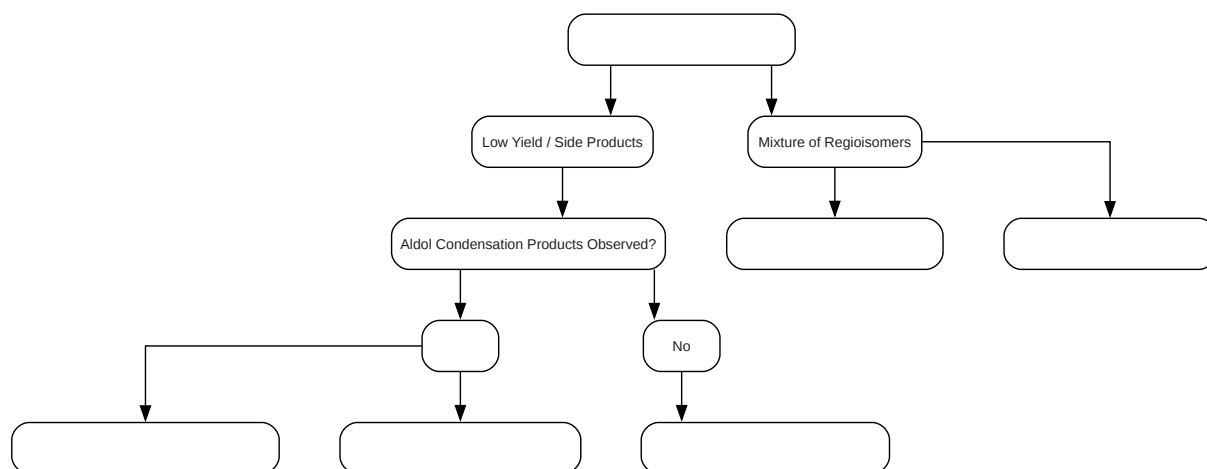 Low Yield / Side Products
Mixture of Regioisomers
Aldol Condensation Products Observed?
No